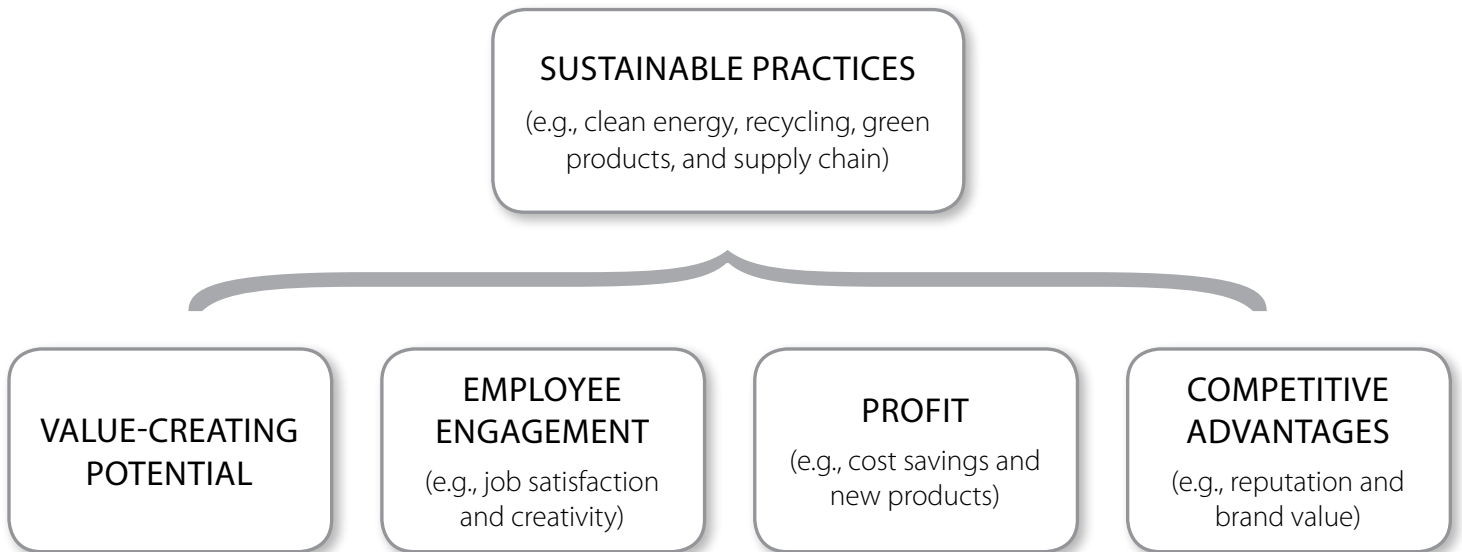 SUSTAINABLE PRACTICES
(e.g., clean energy, recycling, green
products, and supply chain)
VALUE-CREATING
POTENTIAL
EMPLOYEE
ENGAGEMENT
(e.g., job satisfaction
and creativity)
PROFIT
(e.g., cost savings and
new products)
COMPETITIVE
ADVANTAGES
(e.g., reputation and
brand value)